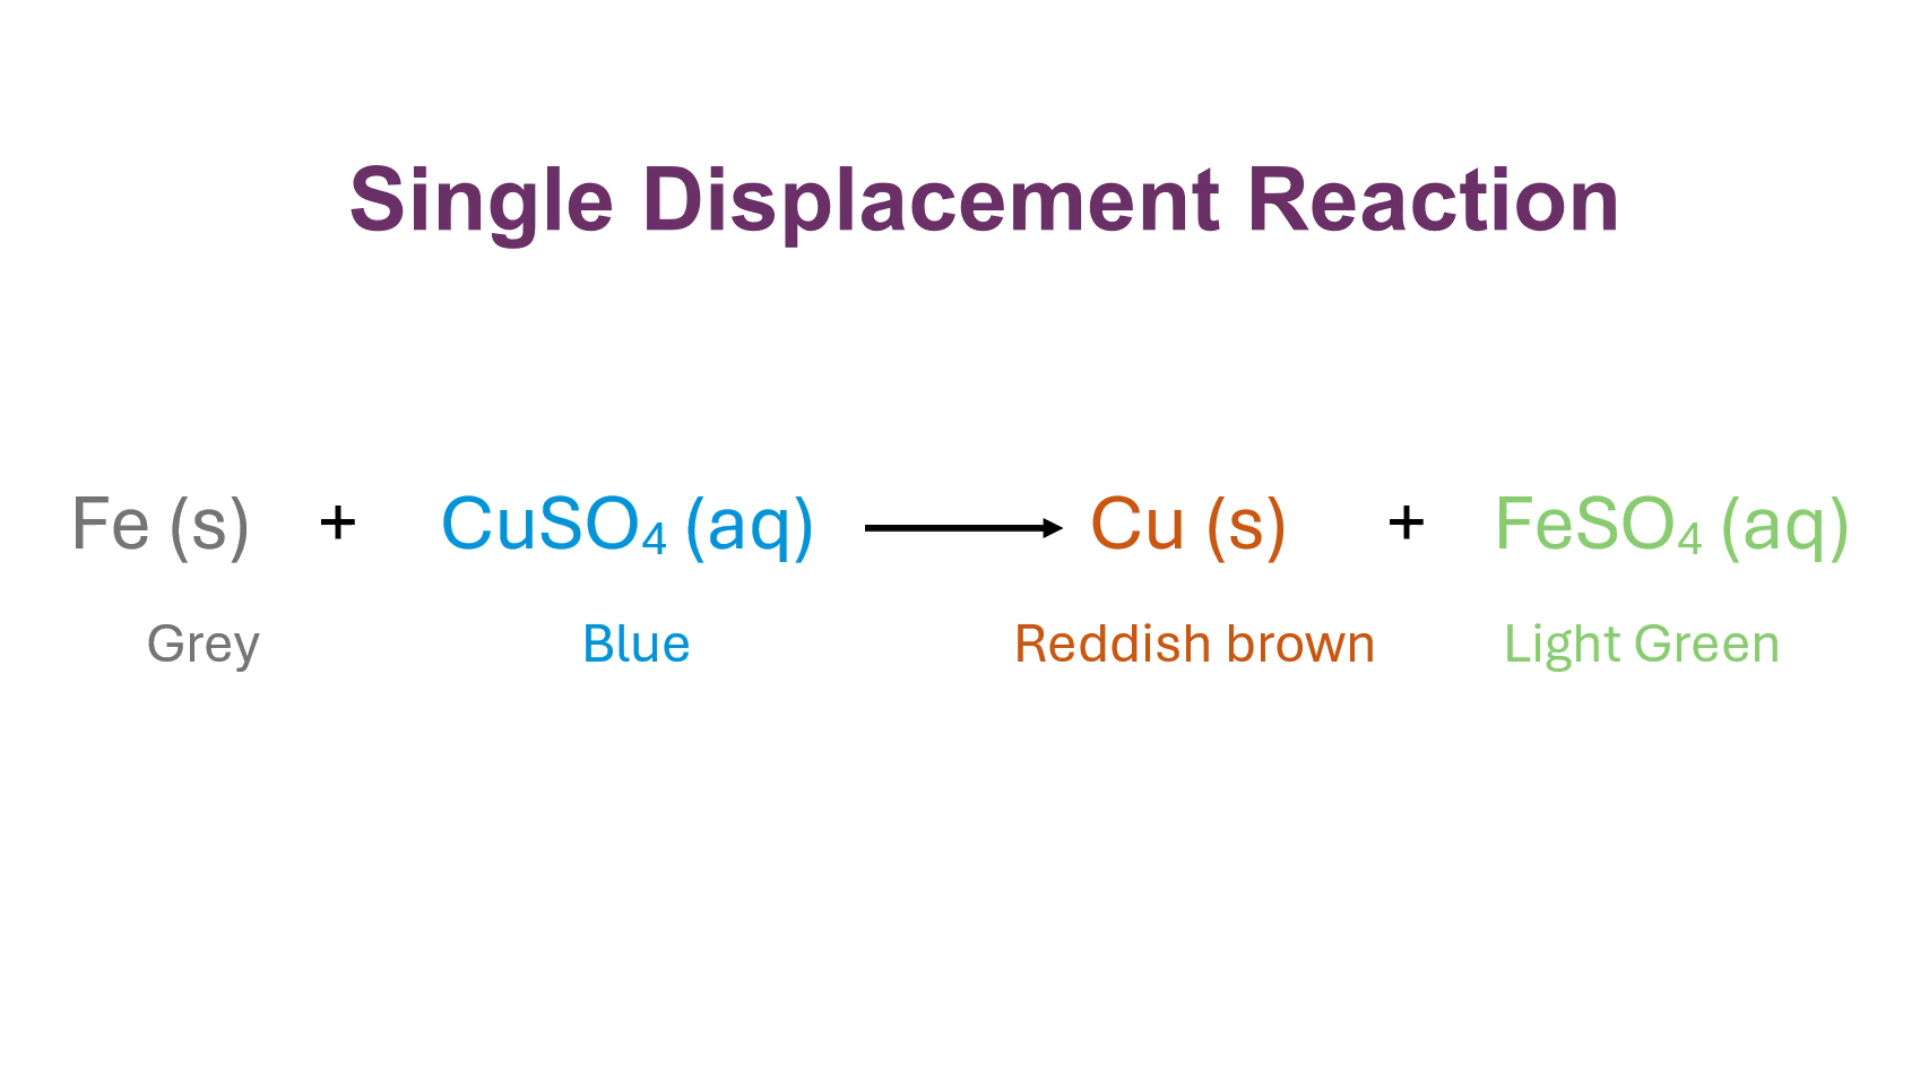 Single Displacement Reaction
Fe (s) + CuSO₄ (aq) ⟶ Cu (s) + FeSO₄ (aq)
Grey Blue Reddish brown Light Green